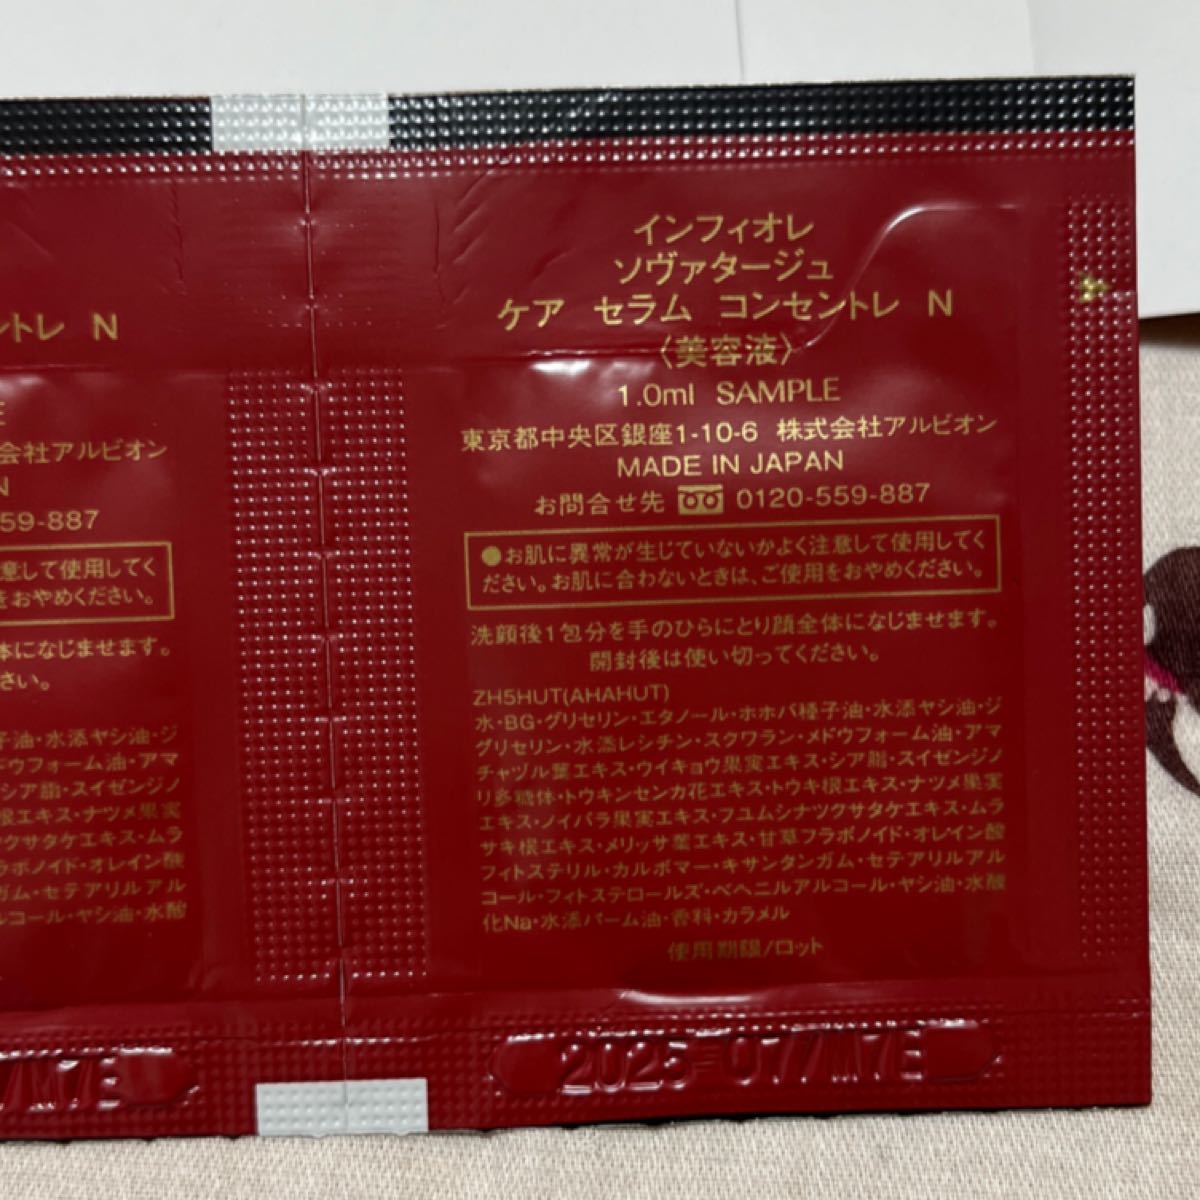 インフィオレ
ソヴァタージュ
ケア セラム コンセントレ N
〈美容液〉
1.0ml SAMPLE
東京都中央区銀座1-10-6 株式会社アルビオン
MADE IN JAPAN
お問合せ先 0120-559-887
●お肌に異常が生じていないかよく注意して使用してく
ださい。お肌に合わないときは、ご使用をおやめください。
洗顔後1包分を手のひらにとり顔全体になじませます。
開封後は使い切ってください。
ZH5HUT(AHAHUT)
水・BG・グリセリン・エタノール・ホホバ種子油・水添ヤシ油・ジ
グリセリン・水添レシチン・スクワラン・メドウフォーム油・アマ
チャヅル葉エキス・ウイキョウ果実エキス・シア脂・スイゼンジノ
リ多糖体・トウキンセンカ花エキス・トウキ根エキス・ナツメ果実
エキス・ノイバラ果実エキス・フユムシナツクサタケエキス・ムラ
サキ根エキス・メリッサ葉エキス・甘草フラボノイド・オレイン酸
フィトステリル・カルボマー・キサンタンガム・セテアリルアル
コール・フィトステロールズ・ベヘニルアルコール・ヤシ油・水酸
化Na・水添パーム油・香料・カラメル
使用期限/ロット
2025-07/M7E
ントレ N
E
会社アルビオン
N
59-887
意して使用してく
をおやめください。
体になじませます。
さい。
子油・水添ヤシ油・ジ
ドウフォーム油・アマ
シア脂・スイゼンジノ
根エキス・ナツメ果実
クサタケエキス・ムラ
ラボノイド・オレイン酸
ガム・セテアリルアル
ルコール・ヤシ油・水酸
7M7E